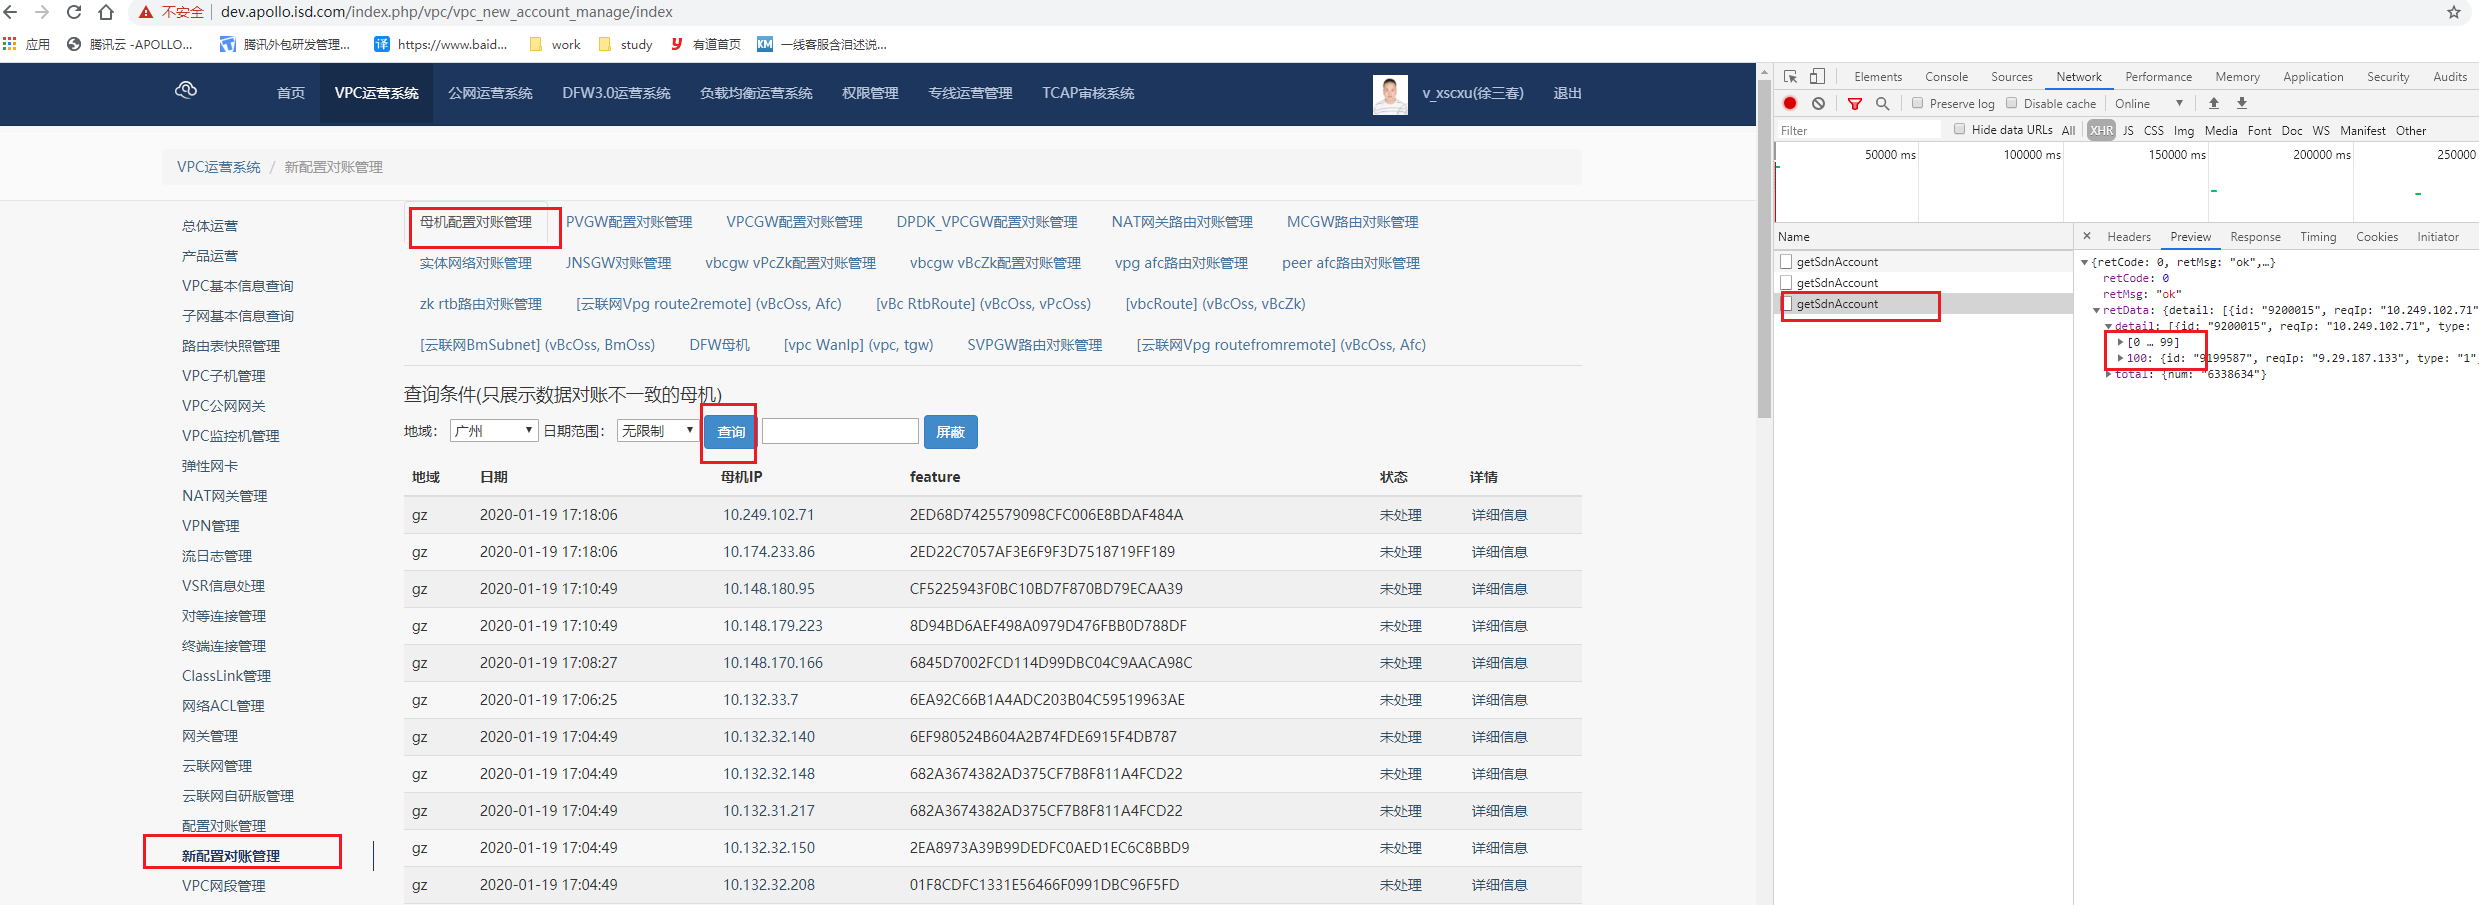 不安全 dev.apollo.isd.com/index.php/vpc/vpc_new_account_manage/index
应用 腾讯云 -APOLLO... 腾讯外包研发管理... 译 https://www.baid... work study 有道首页 KM 一线客服含泪述说...
首页 VPC运营系统 公网运营系统 DFW3.0运营系统 负载均衡运营系统 权限管理 专线运营管理 TCAP审核系统 v_xscxu(徐三春) 退出
VPC运营系统 / 新配置对账管理
总体运营
产品运营
VPC基本信息查询
子网基本信息查询
路由表快照管理
VPC子机管理
VPC公网网关
VPC监控机管理
弹性网卡
NAT网关管理
VPN管理
流日志管理
VSR信息处理
对等连接管理
终端连接管理
ClassLink管理
网络ACL管理
网关管理
云联网管理
云联网自研版管理
配置对账管理
新配置对账管理
VPC网段管理
母机配置对账管理 PVGW配置对账管理 VPCGW配置对账管理 DPDK_VPCGW配置对账管理 NAT网关路由对账管理 MCGW路由对账管理
实体网络对账管理 JNSGW对账管理 vbcgw vPcZk配置对账管理 vbcgw vBcZk配置对账管理 vpg afc路由对账管理 peer afc路由对账管理
zk rtb路由对账管理 [云联网Vpg route2remote] (vBcOss, Afc) [vBc RtbRoute] (vBcOss, vPcOss) [vbcRoute] (vBcOss, vBcZk)
[云联网BmSubnet] (vBcOss, BmOss) DFW母机 [vpc WanIp] (vpc, tgw) SVPGW路由对账管理 [云联网Vpg routefromremote] (vBcOss, Afc)
查询条件(只展示数据对账不一致的母机)
地域： 广州 日期范围： 无限制 查询 屏蔽
地域 日期 母机IP feature 状态 详情
gz 2020-01-19 17:18:06 10.249.102.71 2ED68D7425579098CFC006E8BDAF484A 未处理 详细信息
gz 2020-01-19 17:18:06 10.174.233.86 2ED22C7057AF3E6F9F3D7518719FF189 未处理 详细信息
gz 2020-01-19 17:10:49 10.148.180.95 CF5225943F0BC10BD7F870BD79ECAA39 未处理 详细信息
gz 2020-01-19 17:10:49 10.148.179.223 8D94BD6AEF498A0979D476FBB0D788DF 未处理 详细信息
gz 2020-01-19 17:08:27 10.148.170.166 6845D7002FCD114D99DBC04C9AACA98C 未处理 详细信息
gz 2020-01-19 17:06:25 10.132.33.7 6EA92C66B1A4ADC203B04C59519963AE 未处理 详细信息
gz 2020-01-19 17:04:49 10.132.32.140 6EF980524B604A2B74FDE6915F4DB787 未处理 详细信息
gz 2020-01-19 17:04:49 10.132.32.148 682A3674382AD375CF7B8F811A4FCD22 未处理 详细信息
gz 2020-01-19 17:04:49 10.132.31.217 682A3674382AD375CF7B8F811A4FCD22 未处理 详细信息
gz 2020-01-19 17:04:49 10.132.32.150 2EA8973A39B99DEDFC0AED1EC6C8BBD9 未处理 详细信息
gz 2020-01-19 17:04:49 10.132.32.208 01F8CDFC1331E56466F0991DBC96F5FD 未处理 详细信息
Elements Console Sources Network Performance Memory Application Security Audits
Preserve log Disable cache Online
Filter Hide data URLs All XHR JS CSS Img Media Font Doc WS Manifest Other
50000 ms 100000 ms 150000 ms 200000 ms 250000
Name
getSdnAccount
getSdnAccount
getSdnAccount
× Headers Preview Response Timing Cookies Initiator
{retCode: 0, retMsg: "ok",…}
retCode: 0
retMsg: "ok"
retData: {detail: [{id: "9200015", reqIp: "10.249.102.71"
detail: [{id: "9200015", reqIp: "10.249.102.71", type:
[0 … 99]
100: {id: "9199587", reqIp: "9.29.187.133", type: "1"
total: {num: "6338634"}